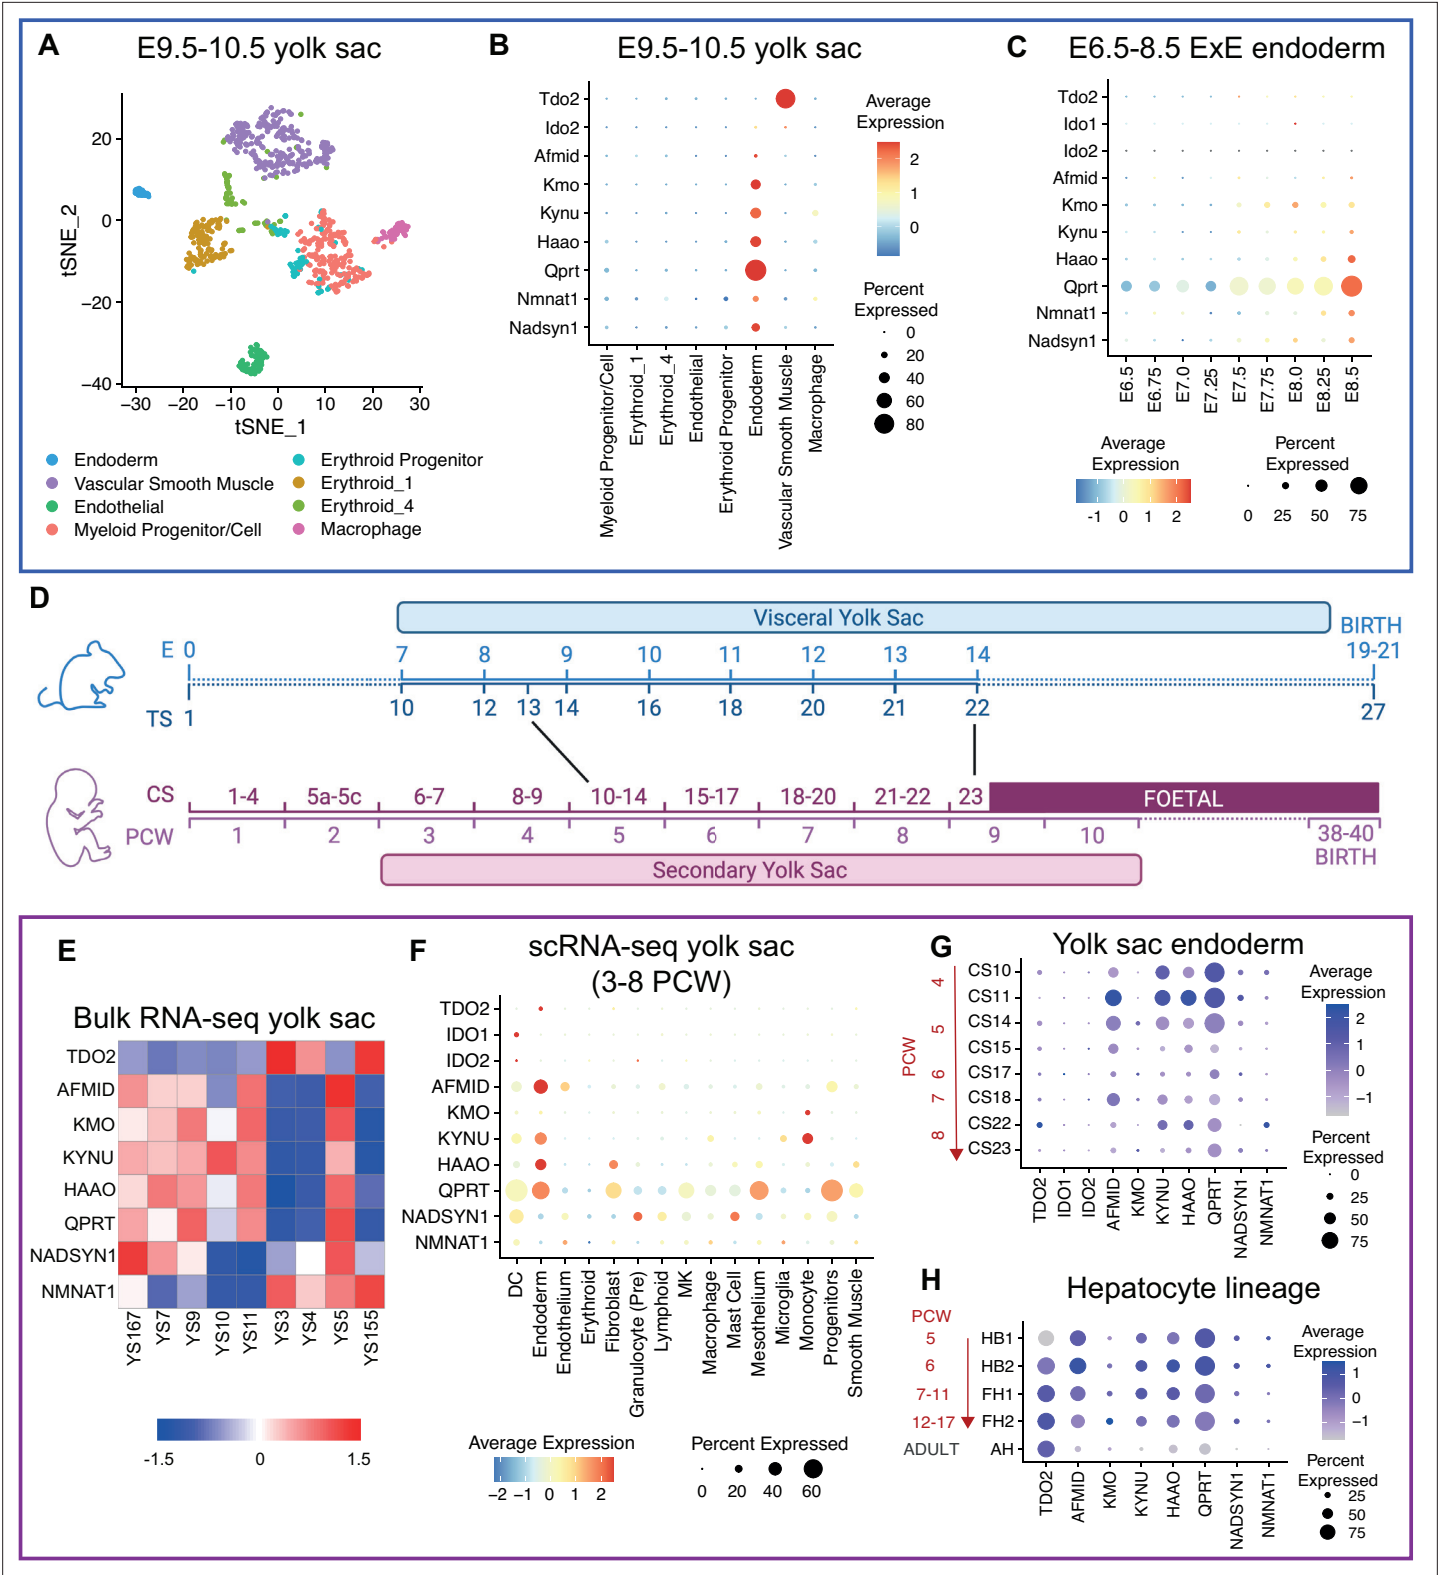 A
E9.5-10.5 yolk sac
tSNE_2
20
0
−20
−40
−30 −20 −10 0 10 20 30
tSNE_1
Endoderm
Vascular Smooth Muscle
Endothelial
Myeloid Progenitor/Cell
Erythroid Progenitor
Erythroid_1
Erythroid_4
Macrophage
B
E9.5-10.5 yolk sac
Tdo2
Ido2
Afmid
Kmo
Kynu
Haao
Qprt
Nmnat1
Nadsyn1
Myeloid Progenitor/Cell
Erythroid_1
Erythroid_4
Endothelial
Erythroid Progenitor
Endoderm
Vascular Smooth Muscle
Macrophage
Average
Expression
2
1
0
Percent
Expressed
0
20
40
60
80
C
E6.5-8.5 ExE endoderm
Tdo2
Ido1
Ido2
Afmid
Kmo
Kynu
Haao
Qprt
Nmnat1
Nadsyn1
E6.5
E6.75
E7.0
E7.25
E7.5
E7.75
E8.0
E8.25
E8.5
Average
Expression
-1 0 1 2
Percent
Expressed
0 25 50 75
D
Visceral Yolk Sac
BIRTH
E 0 7 8 9 10 11 12 13 14 19-21
TS 1 10 12 13 14 16 18 20 21 22 27
CS 1-4 5a-5c 6-7 8-9 10-14 15-17 18-20 21-22 23 FOETAL
PCW 1 2 3 4 5 6 7 8 9 10 38-40
BIRTH
Secondary Yolk Sac
E
Bulk RNA-seq yolk sac
TDO2
AFMID
KMO
KYNU
HAAO
QPRT
NADSYN1
NMNAT1
YS167
YS7
YS9
YS10
YS11
YS3
YS4
YS5
YS155
-1.5 0 1.5
F
scRNA-seq yolk sac
(3-8 PCW)
TDO2
IDO1
IDO2
AFMID
KMO
KYNU
HAAO
QPRT
NADSYN1
NMNAT1
DC
Endoderm
Endothelium
Erythroid
Fibroblast
Granulocyte (Pre)
Lymphoid
MK
Macrophage
Mast Cell
Mesothelium
Microglia
Monocyte
Progenitors
Smooth Muscle
Average Expression
−2 −1 0 1 2
Percent Expressed
0 20 40 60
G
Yolk sac endoderm
PCW
4
5
6
7
8
CS10
CS11
CS14
CS15
CS17
CS18
CS22
CS23
TDO2
IDO1
IDO2
AFMID
KMO
KYNU
HAAO
QPRT
NADSYN1
NMNAT1
Average
Expression
2
1
0
−1
Percent
Expressed
0
25
50
75
H
Hepatocyte lineage
PCW
5 HB1
6 HB2
7-11 FH1
12-17 FH2
ADULT AH
TDO2
AFMID
KMO
KYNU
HAAO
QPRT
NADSYN1
NMNAT1
Average
Expression
1
0
−1
Percent
Expressed
25
50
75